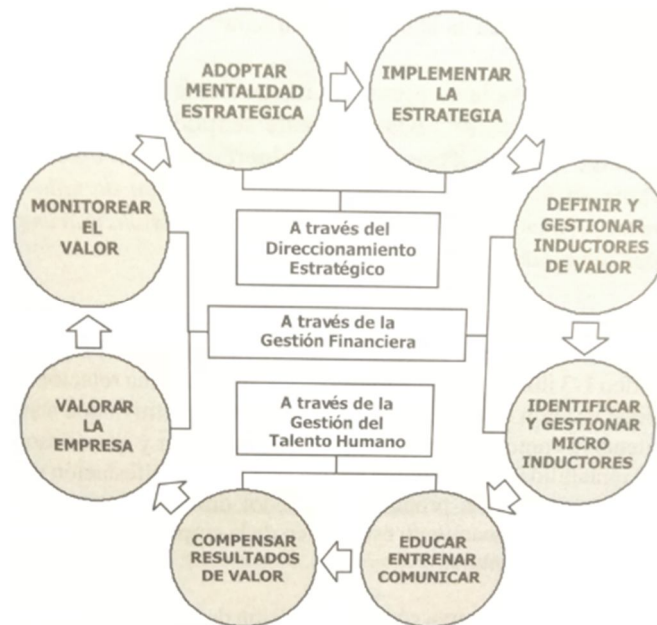 ADOPTAR
MENTALIDAD
ESTRATEGICA
IMPLEMENTAR
LA
ESTRATEGIA
DEFINIR Y
GESTIONAR
INDUCTORES
DE VALOR
IDENTIFICAR
Y GESTIONAR
MICRO
INDUCTORES
EDUCAR
ENTRENAR
COMUNICAR
COMPENSAR
RESULTADOS
DE VALOR
VALORAR
LA
EMPRESA
MONITOREAR
EL
VALOR
A través del
Direccionamiento
Estratégico
A través de la
Gestión Financiera
A través de la
Gestión del
Talento Humano